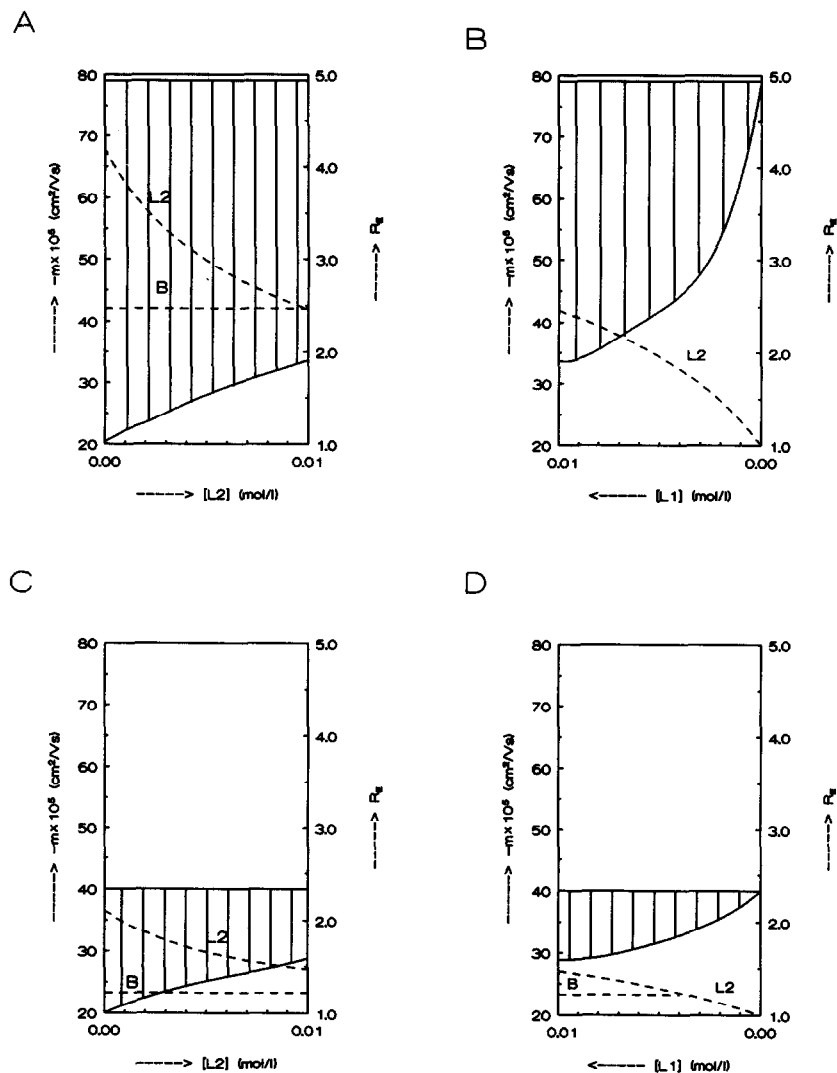 A
80
70
60
50
40
30
20
5.0
4.0
3.0
2.0
1.0
L2
B
-----> -m x 10⁵ (cm²/Vs)
-----> R_E
0.00
0.01
-----> [L2] (mol/l)
B
80
70
60
50
40
30
20
5.0
4.0
3.0
2.0
1.0
L2
-----> -m x 10⁵ (cm²/Vs)
-----> R_E
0.01
0.00
<----- [L1] (mol/l)
C
80
70
60
50
40
30
20
5.0
4.0
3.0
2.0
1.0
L2
B
-----> -m x 10⁵ (cm²/Vs)
-----> R_E
0.00
0.01
-----> [L2] (mol/l)
D
80
70
60
50
40
30
20
5.0
4.0
3.0
2.0
1.0
B
L2
-----> -m x 10⁵ (cm²/Vs)
-----> R_E
0.01
0.00
<----- [L1] (mol/l)